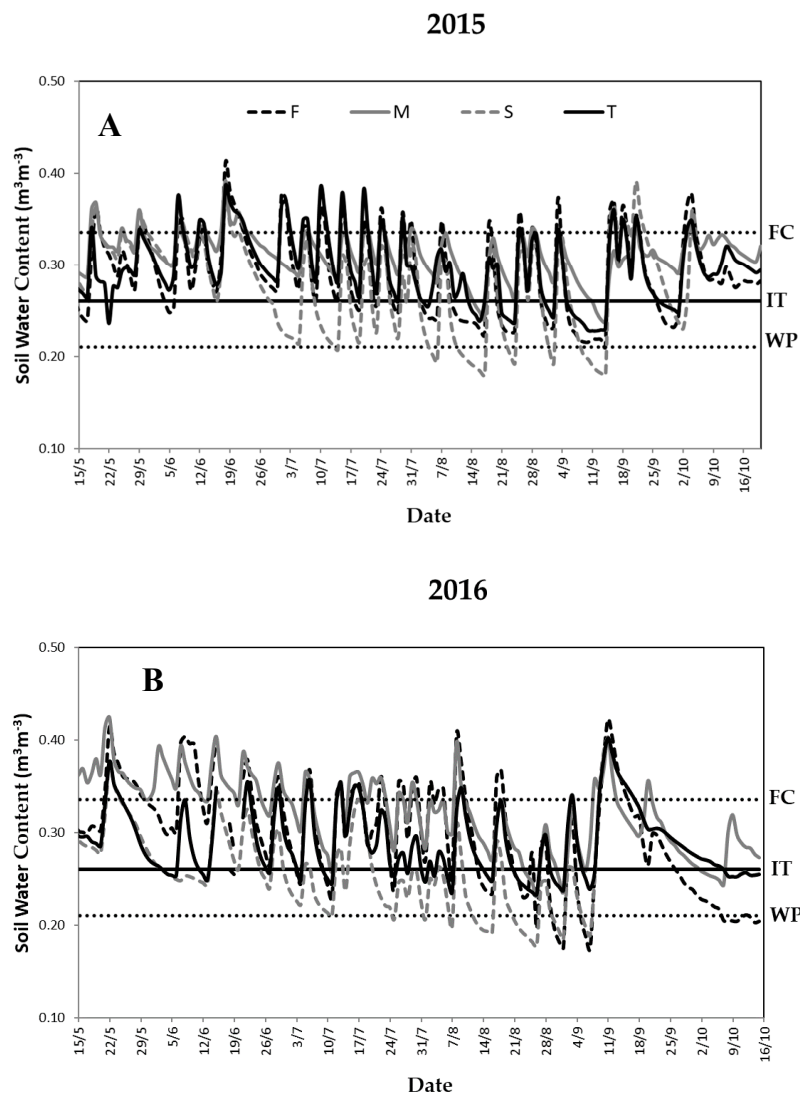 2015
0.50
A
F M S T
0.40
FC
0.30
IT
WP
0.20
0.10
Soil Water Content (m³m⁻³)
15/5 22/5 29/5 5/6 12/6 19/6 26/6 3/7 10/7 17/7 24/7 31/7 7/8 14/8 21/8 28/8 4/9 11/9 18/9 25/9 2/10 9/10 16/10
Date
2016
0.50
B
0.40
FC
0.30
IT
WP
0.20
0.10
Soil Water Content (m³m⁻³)
15/5 22/5 29/5 5/6 12/6 19/6 26/6 3/7 10/7 17/7 24/7 31/7 7/8 14/8 21/8 28/8 4/9 11/9 18/9 25/9 2/10 9/10 16/10
Date